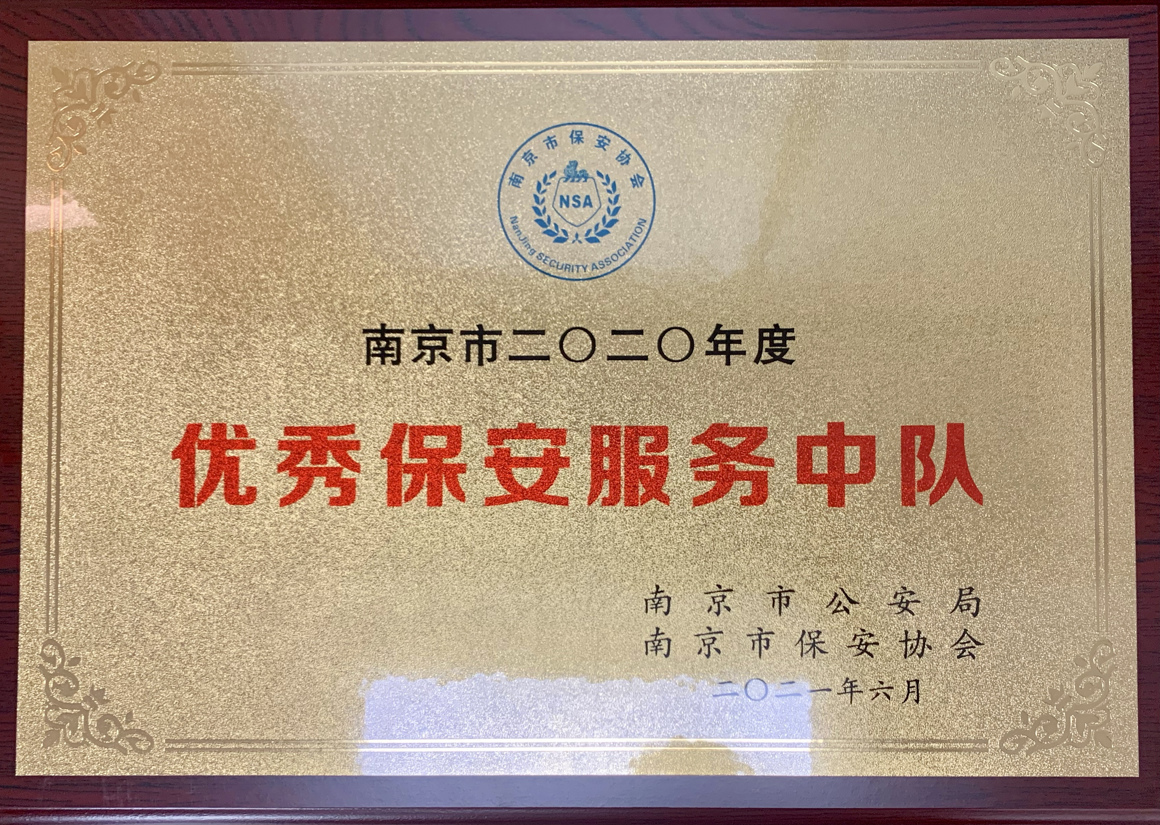 南京市保安协会
NSA
NanJing SECURITY ASSOCIATION
南京市二〇二〇年度
优秀保安服务中队
南京市公安局
南京市保安协会
二〇二一年六月